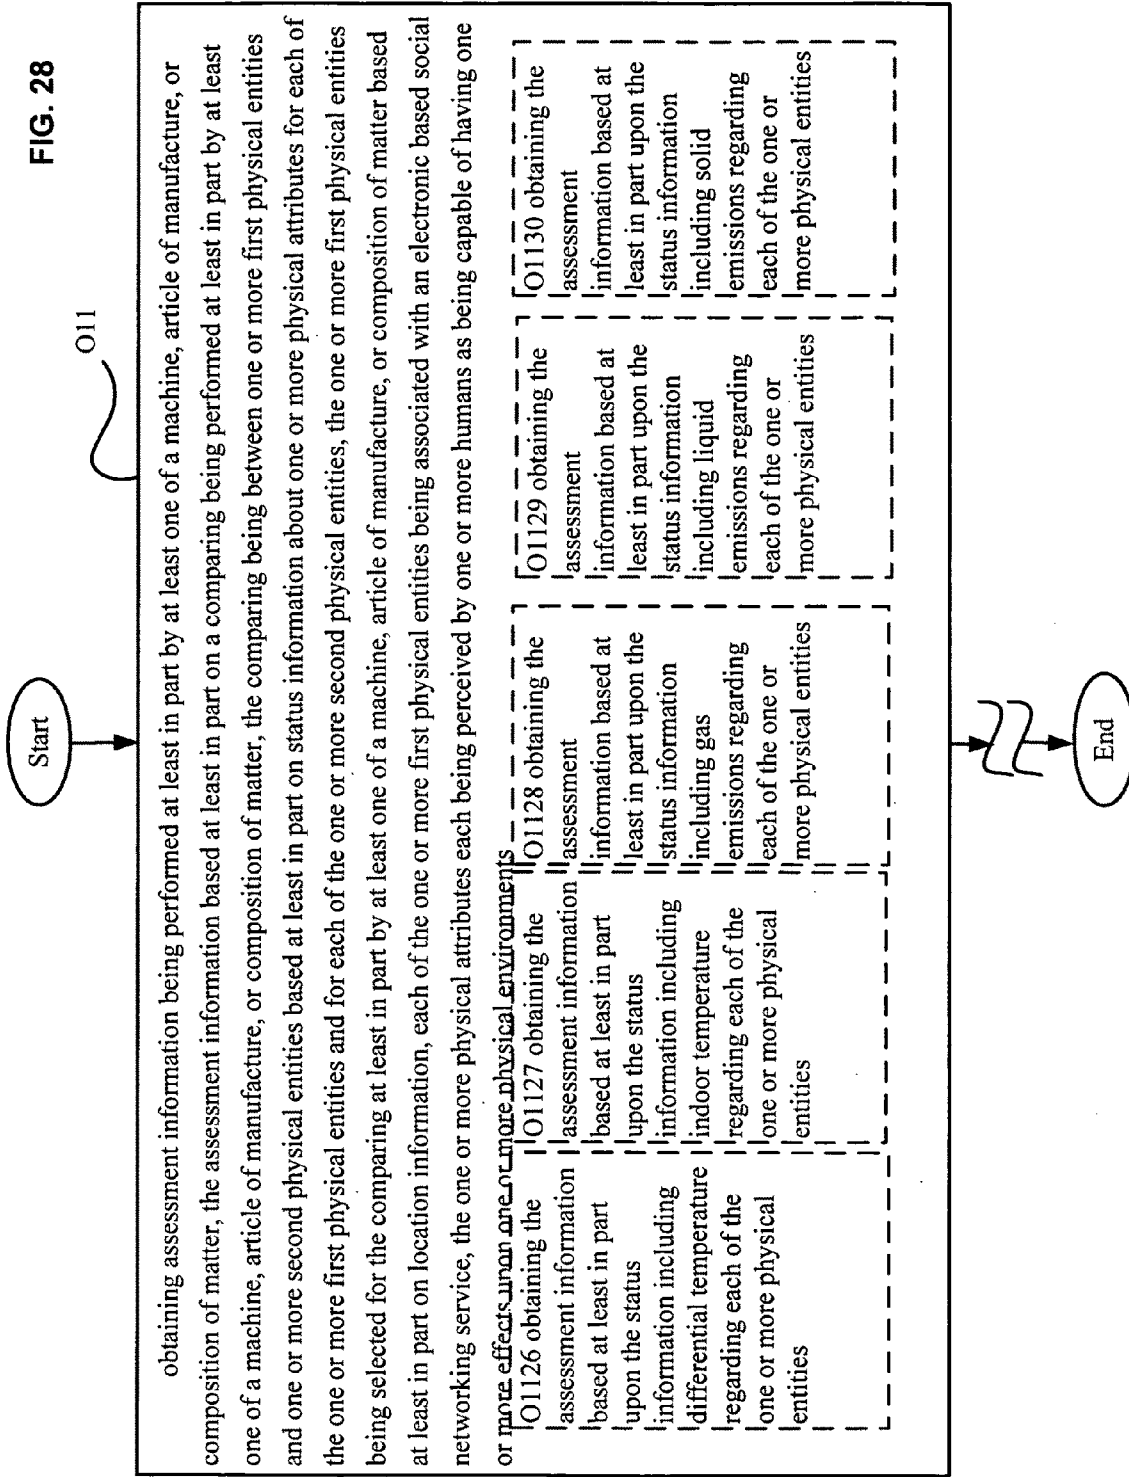 FIG. 28
Start
O11
obtaining assessment information being performed at least in part by at least one of a machine, article of manufacture, or
composition of matter, the assessment information based at least in part on a comparing being performed at least in part by at least
one of a machine, article of manufacture, or composition of matter, the comparing being between one or more first physical entities
and one or more second physical entities based at least in part on status information about one or more physical attributes for each of
the one or more first physical entities and for each of the one or more second physical entities, the one or more first physical entities
being selected for the comparing at least in part by at least one of a machine, article of manufacture, or composition of matter based
at least in part on location information, each of the one or more first physical entities being associated with an electronic based social
networking service, the one or more physical attributes each being perceived by one or more humans as being capable of having one
or more effects upon one or more physical environments
O1126 obtaining the
assessment information
based at least in part
upon the status
information including
differential temperature
regarding each of the
one or more physical
entities
O1127 obtaining the
assessment information
based at least in part
upon the status
information including
indoor temperature
regarding each of the
one or more physical
entities
O1128 obtaining the
assessment
information based at
least in part upon the
status information
including gas
emissions regarding
each of the one or
more physical entities
O1129 obtaining the
assessment
information based at
least in part upon the
status information
including liquid
emissions regarding
each of the one or
more physical entities
O1130 obtaining the
assessment
information based at
least in part upon the
status information
including solid
emissions regarding
each of the one or
more physical entities
End